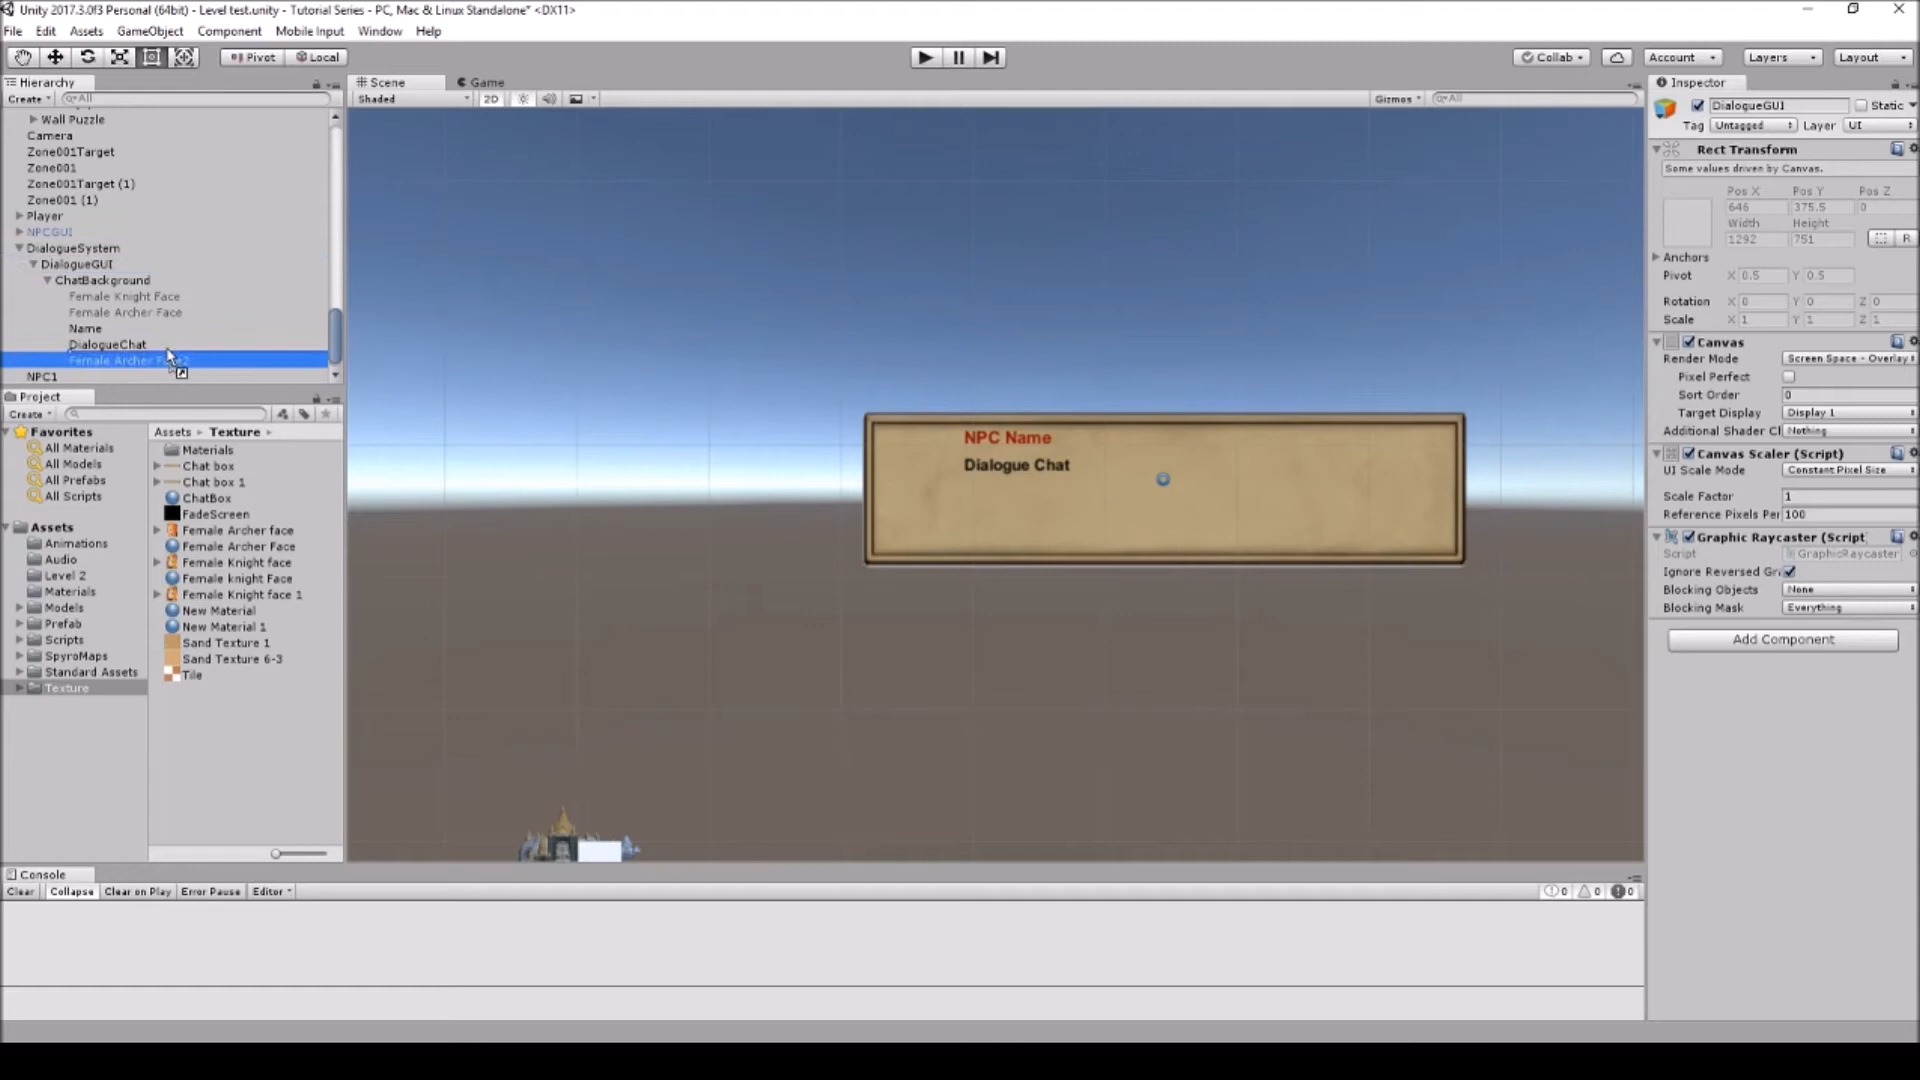 Unity 2017.3.0f3 Personal (64bit) - Level test.unity - Tutorial Series - PC, Mac & Linux Standalone* <DX11>
File Edit Assets GameObject Component Mobile Input Window Help
Pivot Local Collab Account Layers Layout
Hierarchy
Create All
Wall Puzzle
Camera
Zone001Target
Zone001
Zone001Target (1)
Zone001 (1)
Player
NPCGUI
DialogueSystem
DialogueGUI
ChatBackground
Female Knight Face
Female Archer Face
Name
DialogueChat
Female Archer
NPC1
Project
Create
Favorites
All Materials
All Models
All Prefabs
All Scripts
Assets
Animations
Audio
Level 2
Materials
Models
Prefab
Scripts
SpyroMaps
Standard Assets
Texture
Assets Texture
Materials
Chat box
Chat box 1
ChatBox
FadeScreen
Female Archer face
Female Archer Face
Female Knight face
Female knight Face
Female Knight face 1
New Material
New Material 1
Sand Texture 1
Sand Texture 6-3
Tile
Scene Game
Shaded 2D Gizmos All
NPC Name
Dialogue Chat
Inspector
DialogueGUI Static
Tag Untagged Layer UI
Rect Transform
Some values driven by Canvas.
Pos X Pos Y Pos Z
646 375.5 0
Width Height
1292 751 R
Anchors
Pivot X 0.5 Y 0.5
Rotation X 0 Y 0 Z 0
Scale X 1 Y 1 Z 1
Canvas
Render Mode Screen Space - Overlay
Pixel Perfect
Sort Order 0
Target Display Display 1
Additional Shader Cl Nothing
Canvas Scaler (Script)
UI Scale Mode Constant Pixel Size
Scale Factor 1
Reference Pixels Per 100
Graphic Raycaster (Script
Script GraphicRaycaster
Ignore Reversed Gr
Blocking Objects None
Blocking Mask Everything
Add Component
Console
Clear Collapse Clear on Play Error Pause Editor 0 0 0